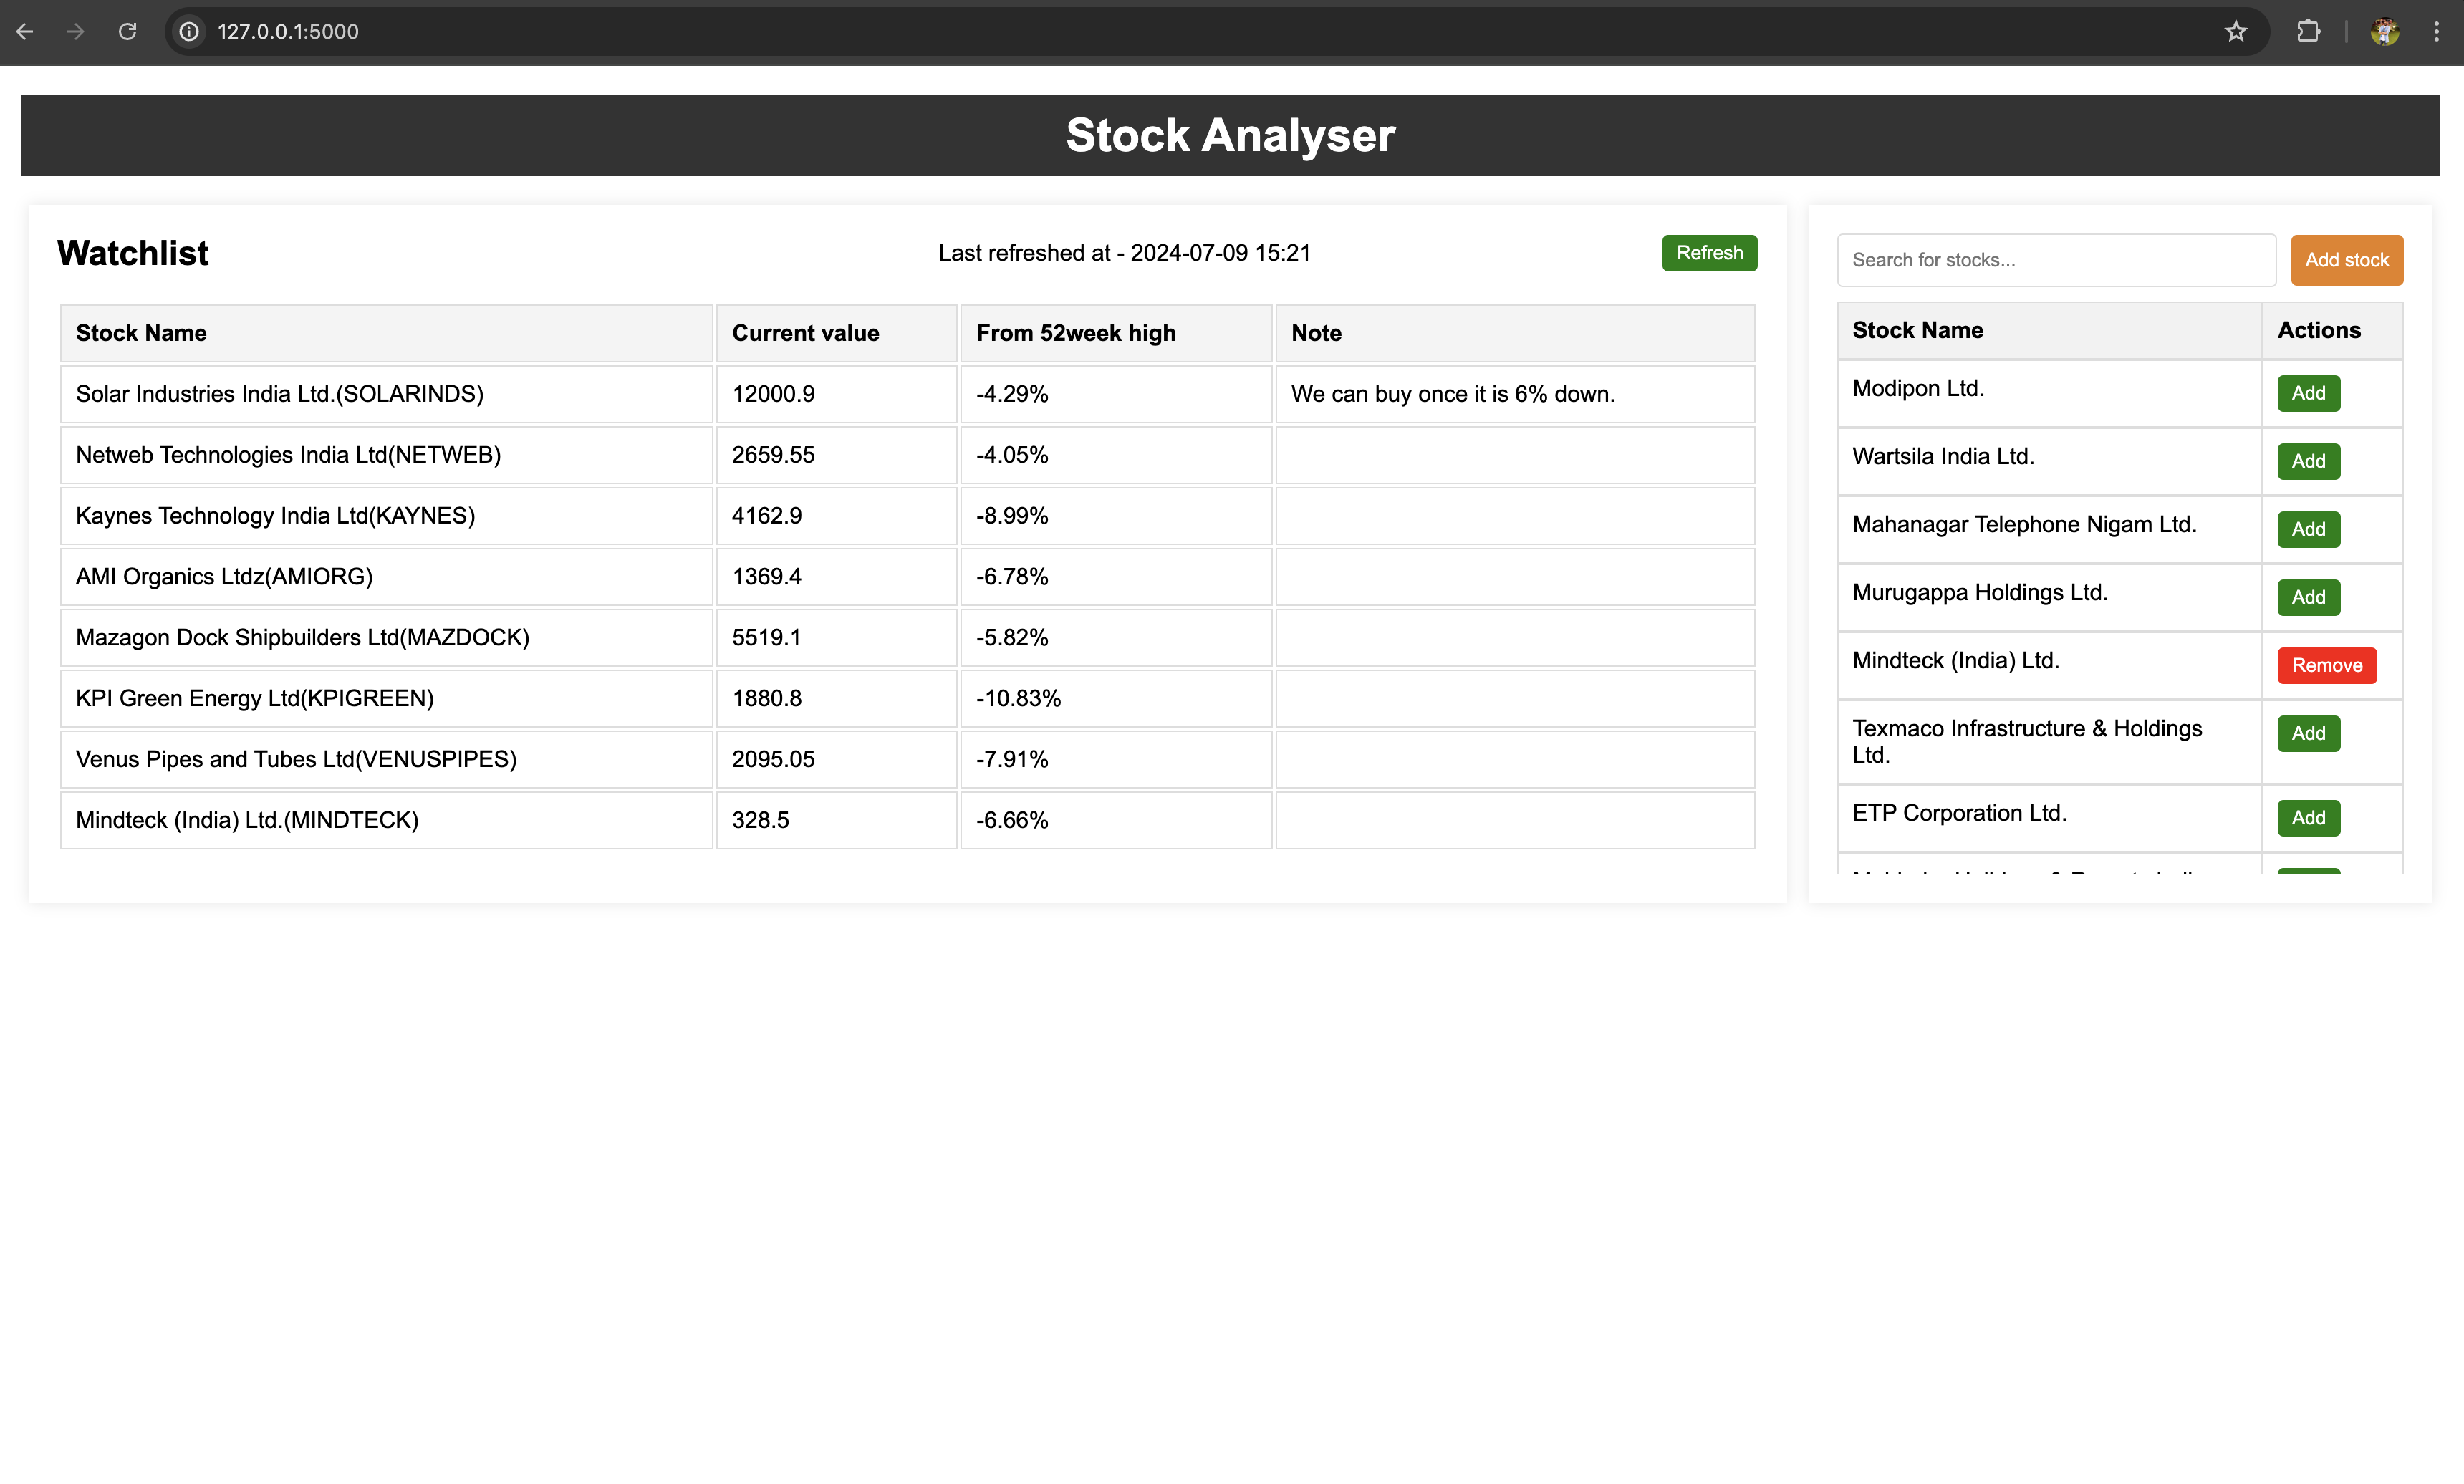 127.0.0.1:5000
Stock Analyser
Watchlist
Last refreshed at - 2024-07-09 15:21
Refresh
Stock Name Current value From 52week high Note
Solar Industries India Ltd.(SOLARINDS) 12000.9 -4.29% We can buy once it is 6% down.
Netweb Technologies India Ltd(NETWEB) 2659.55 -4.05%
Kaynes Technology India Ltd(KAYNES) 4162.9 -8.99%
AMI Organics Ltdz(AMIORG) 1369.4 -6.78%
Mazagon Dock Shipbuilders Ltd(MAZDOCK) 5519.1 -5.82%
KPI Green Energy Ltd(KPIGREEN) 1880.8 -10.83%
Venus Pipes and Tubes Ltd(VENUSPIPES) 2095.05 -7.91%
Mindteck (India) Ltd.(MINDTECK) 328.5 -6.66%
Search for stocks... Add stock
Stock Name Actions
Modipon Ltd. Add
Wartsila India Ltd. Add
Mahanagar Telephone Nigam Ltd. Add
Murugappa Holdings Ltd. Add
Mindteck (India) Ltd. Remove
Texmaco Infrastructure & Holdings Add
Ltd.
ETP Corporation Ltd. Add